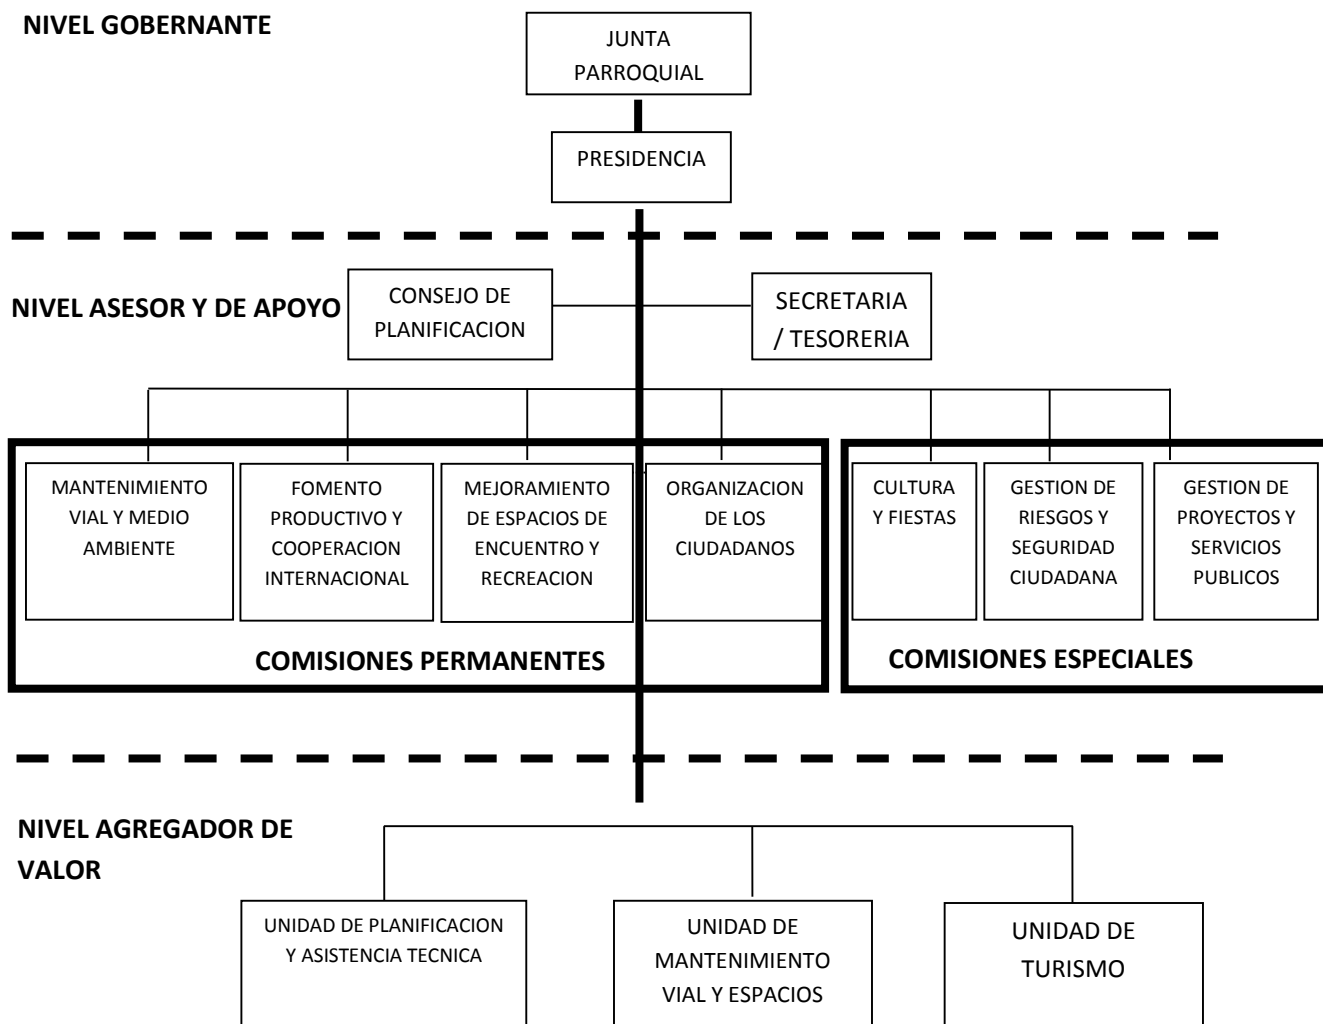 NIVEL GOBERNANTE
JUNTA
PARROQUIAL
PRESIDENCIA
NIVEL ASESOR Y DE APOYO
CONSEJO DE
PLANIFICACION
SECRETARIA
/ TESORERIA
MANTENIMIENTO
VIAL Y MEDIO
AMBIENTE
FOMENTO
PRODUCTIVO Y
COOPERACION
INTERNACIONAL
MEJORAMIENTO
DE ESPACIOS DE
ENCUENTRO Y
RECREACION
ORGANIZACION
DE LOS
CIUDADANOS
COMISIONES PERMANENTES
CULTURA
Y FIESTAS
GESTION DE
RIESGOS Y
SEGURIDAD
CIUDADANA
GESTION DE
PROYECTOS Y
SERVICIOS
PUBLICOS
COMISIONES ESPECIALES
NIVEL AGREGADOR DE
VALOR
UNIDAD DE PLANIFICACION
Y ASISTENCIA TECNICA
UNIDAD DE
MANTENIMIENTO
VIAL Y ESPACIOS
UNIDAD DE
TURISMO